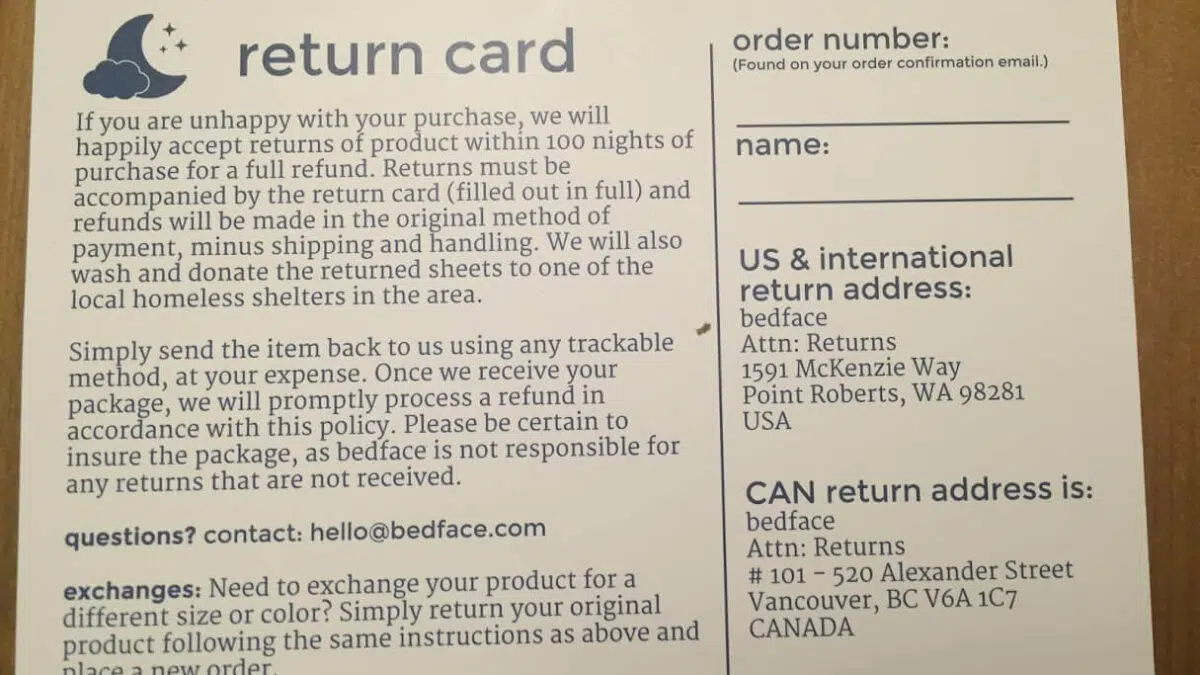 return card
If you are unhappy with your purchase, we will
happily accept returns of product within 100 nights of
purchase for a full refund. Returns must be
accompanied by the return card (filled out in full) and
refunds will be made in the original method of
payment, minus shipping and handling. We will also
wash and donate the returned sheets to one of the
local homeless shelters in the area.
Simply send the item back to us using any trackable
method, at your expense. Once we receive your
package, we will promptly process a refund in
accordance with this policy. Please be certain to
insure the package, as bedface is not responsible for
any returns that are not received.
questions? contact: hello@bedface.com
exchanges: Need to exchange your product for a
different size or color? Simply return your original
product following the same instructions as above and
place a new order.
order number:
(Found on your order confirmation email.)
name:
US & international
return address:
bedface
Attn: Returns
1591 McKenzie Way
Point Roberts, WA 98281
USA
CAN return address is:
bedface
Attn: Returns
# 101 - 520 Alexander Street
Vancouver, BC V6A 1C7
CANADA